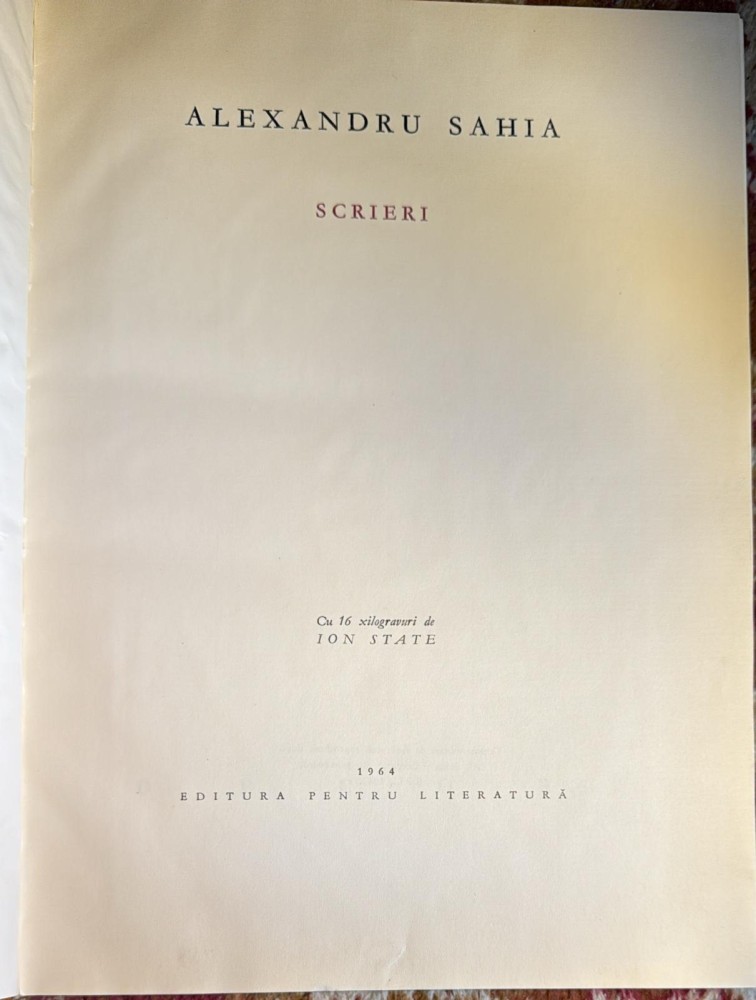 ALEXANDRU SAHIA
SCRIERI
Cu 16 xilogravuri de
ION STATE
1964
EDITURA PENTRU LITERATURĂ